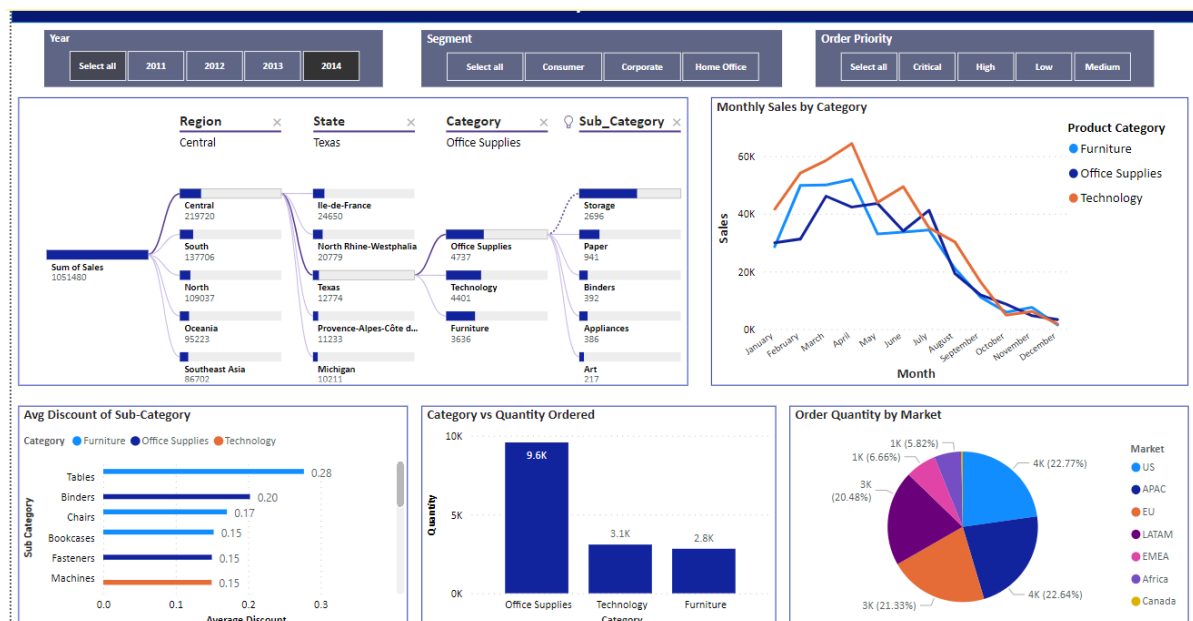 Year
Select all 2011 2012 2013 2014
Segment
Select all Consumer Corporate Home Office
Order Priority
Select all Critical High Low Medium
Region
Central
State
Texas
Category
Office Supplies
Sub_Category
Sum of Sales
1051480
Central
219720
South
137706
North
109037
Oceania
95223
Southeast Asia
86702
Ile-de-France
24650
North Rhine-Westphalia
20779
Texas
12774
Provence-Alpes-Côte d...
11233
Michigan
10211
Office Supplies
4737
Technology
4401
Furniture
3636
Storage
2696
Paper
941
Binders
392
Appliances
386
Art
217
Monthly Sales by Category
Product Category
Furniture
Office Supplies
Technology
Sales
60K
40K
20K
0K
January February March April May June July August September October November December
Month
Avg Discount of Sub-Category
Category Furniture Office Supplies Technology
Sub Category
Tables 0.28
Binders 0.20
Chairs 0.17
Bookcases 0.15
Fasteners 0.15
Machines 0.15
0.0 0.1 0.2 0.3
Average Discount
Category vs Quantity Ordered
Quantity
10K
5K
0K
9.6K
3.1K
2.8K
Office Supplies Technology Furniture
Category
Order Quantity by Market
1K (5.82%)
1K (6.66%)
3K
(20.48%)
3K (21.33%)
4K (22.77%)
4K (22.64%)
Market
US
APAC
EU
LATAM
EMEA
Africa
Canada